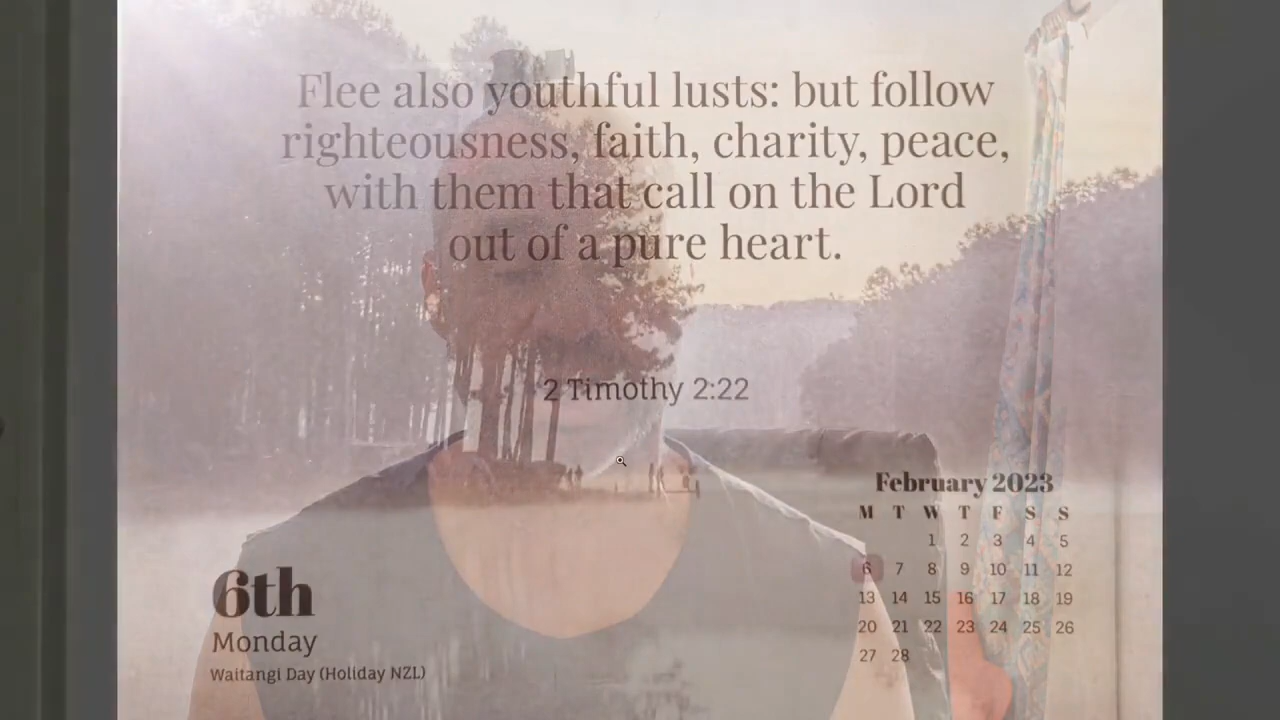 Flee also youthful lusts: but follow
righteousness, faith, charity, peace,
with them that call on the Lord
out of a pure heart.
2 Timothy 2:22
February 2023
M T W T F S S
1 2 3 4 5
6 7 8 9 10 11 12
13 14 15 16 17 18 19
20 21 22 23 24 25 26
27 28
6th
Monday
Waitangi Day (Holiday NZL)